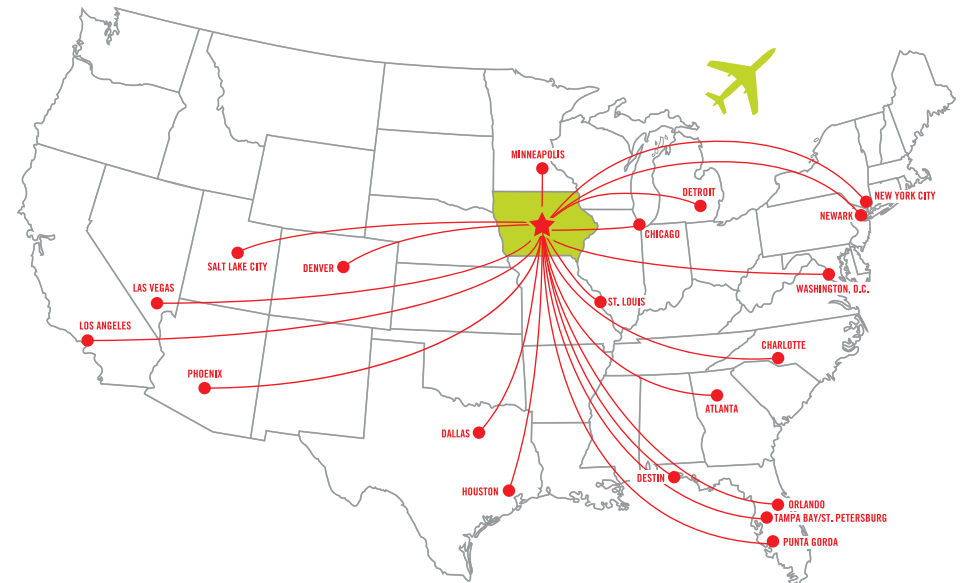 MINNEAPOLIS
DETROIT
NEW YORK CITY
NEWARK
CHICAGO
SALT LAKE CITY
DENVER
WASHINGTON, D.C.
LAS VEGAS
ST. LOUIS
LOS ANGELES
CHARLOTTE
PHOENIX
ATLANTA
DALLAS
DESTIN
HOUSTON
ORLANDO
TAMPA BAY/ST. PETERSBURG
PUNTA GORDA